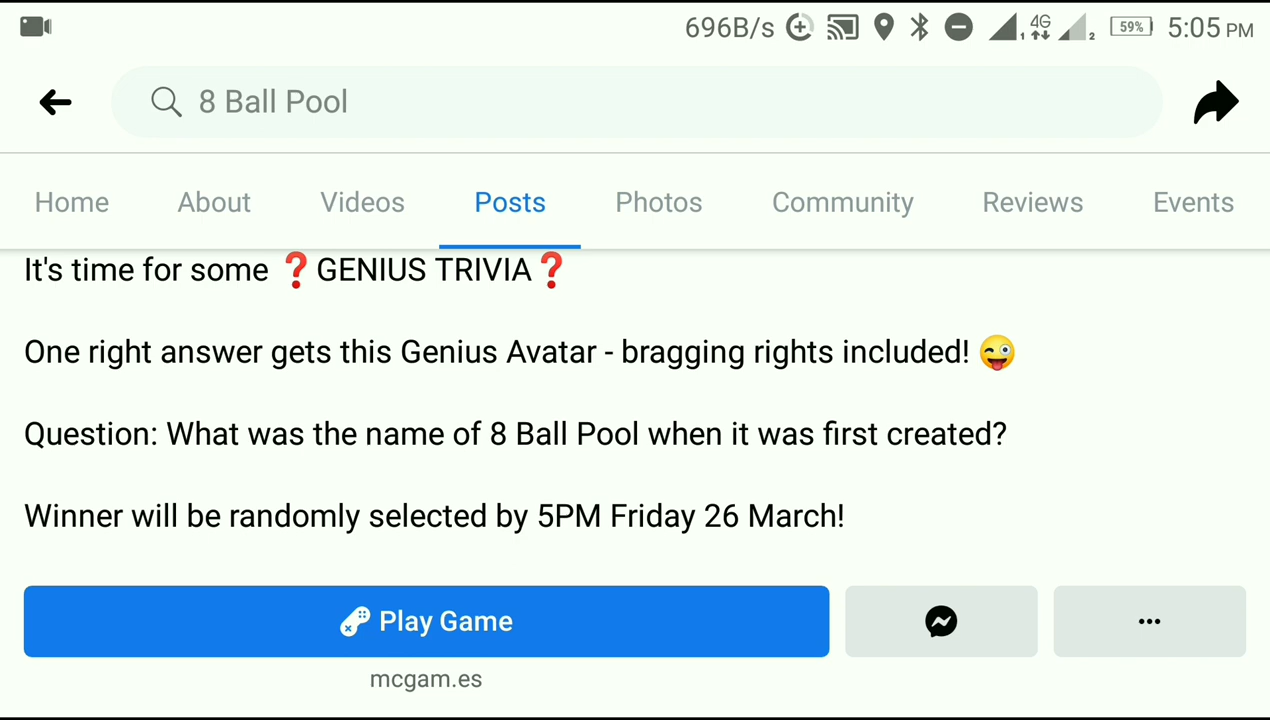 696B/s 1 4G 2 59% 5:05 PM
8 Ball Pool
Home About Videos Posts Photos Community Reviews Events
It's time for some ❓GENIUS TRIVIA❓
One right answer gets this Genius Avatar - bragging rights included! 😜
Question: What was the name of 8 Ball Pool when it was first created?
Winner will be randomly selected by 5PM Friday 26 March!
Play Game
mcgam.es